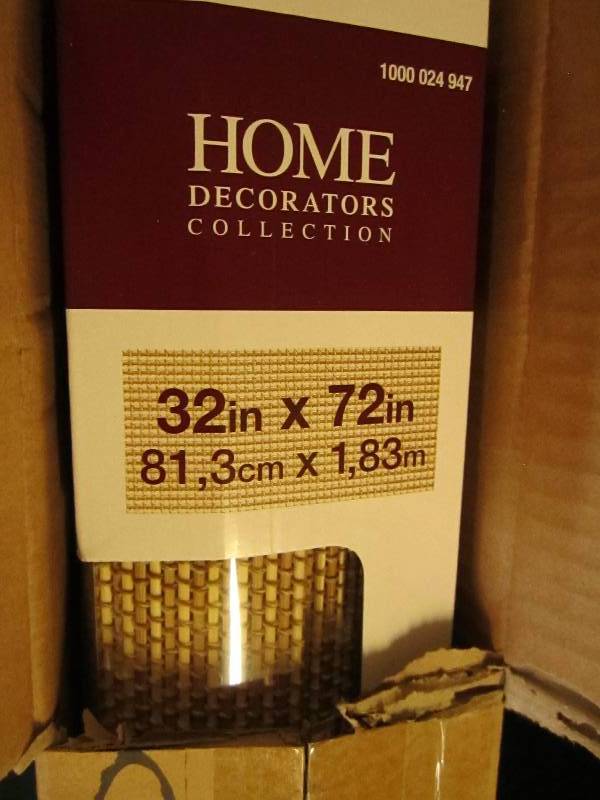 1000 024 947
HOME
DECORATORS
COLLECTION
32in x 72in
81,3cm x 1,83m